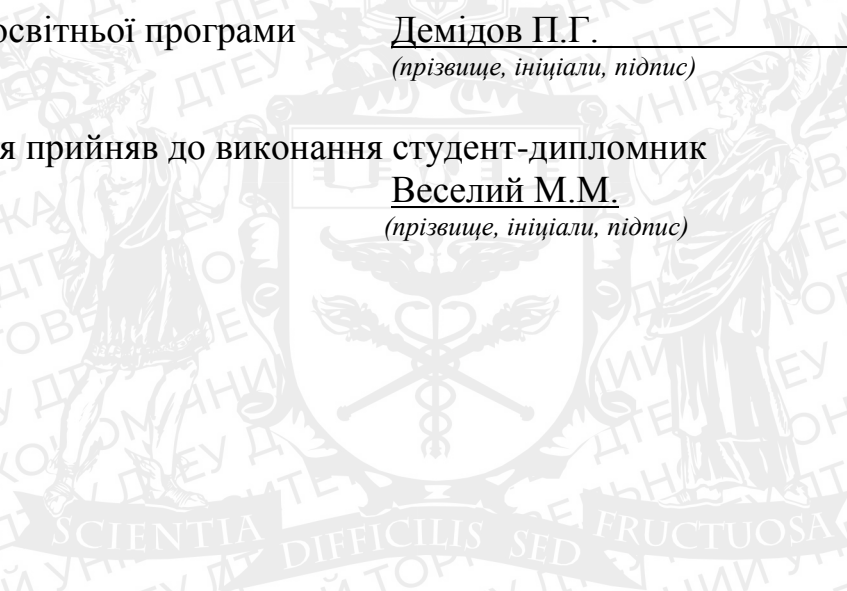 освітньої програми Демідов П.Г.
(прізвище, ініціали, підпис)
я прийняв до виконання студент-дипломник
Веселий М.М.
(прізвище, ініціали, підпис)
SCIENTIA DIFFICILIS SED FRUCTUOSA